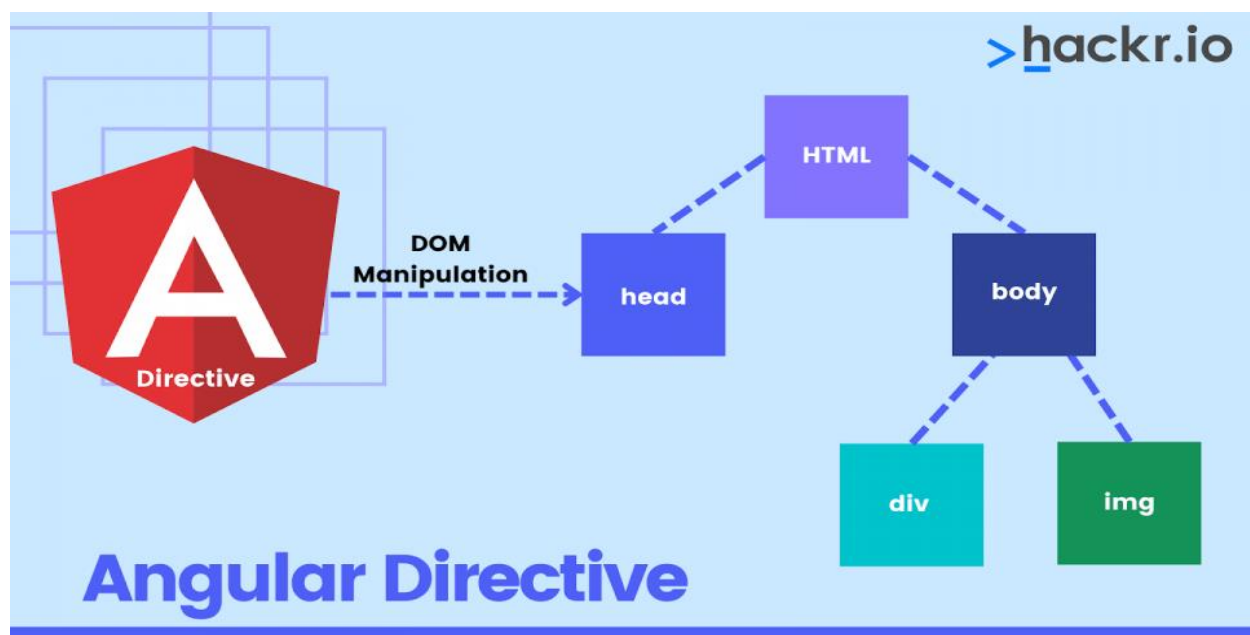 >hackr.io
HTML
DOM
Manipulation
head
body
Directive
div
img
Angular Directive